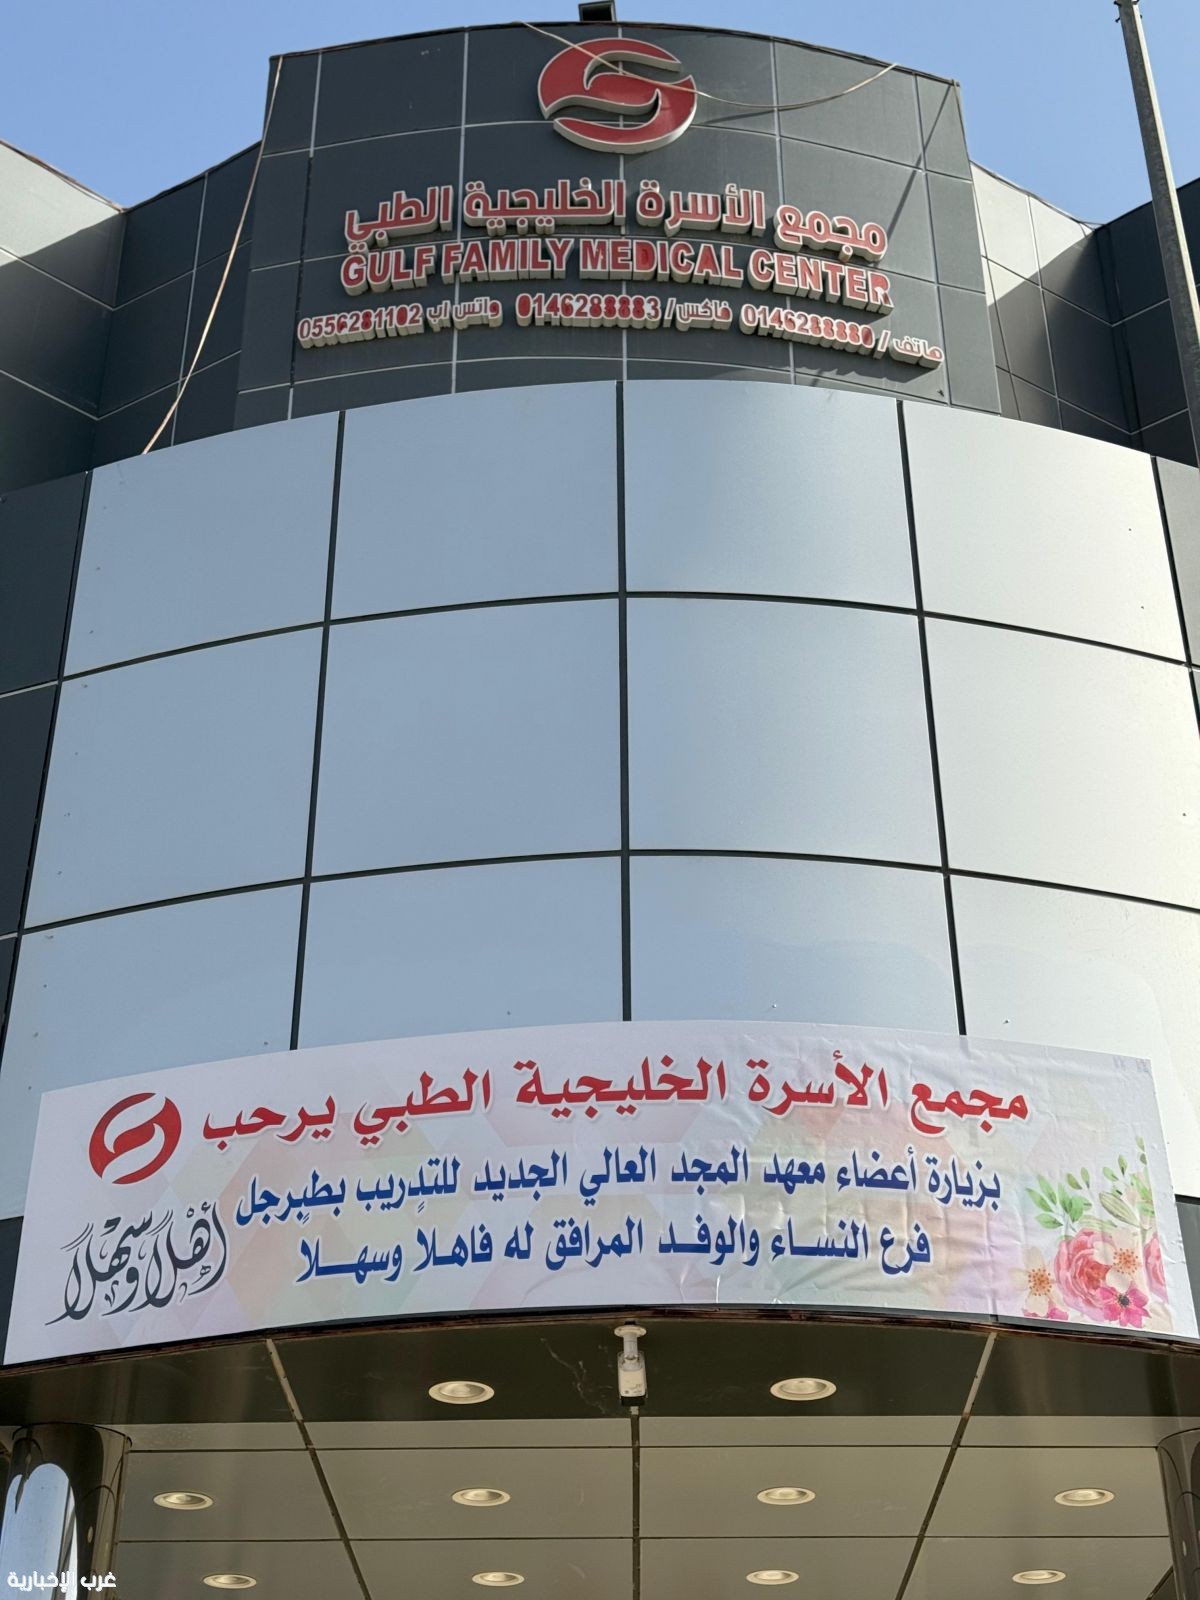 مجمع الأسرة الخليجية الطبي
GULF FAMILY MEDICAL CENTER
هاتف / 0146288880 فاكس / 0146288883 واتس اب 0556281102
مجمع الأسرة الخليجية الطبي يرحب
بزيارة أعضاء معهد المجد العالي الجديد للتدريب بطبرجل
فرع النساء والوفد المرافق له فاهلا وسهلا
أهلا وسهلا
غرب الإخبارية